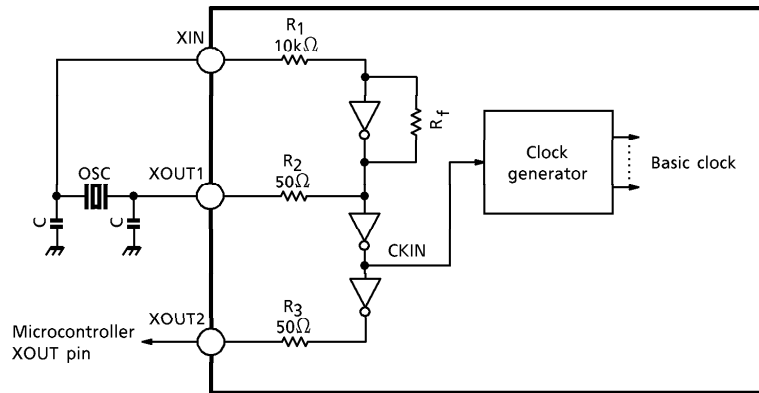 XIN
R1
10kΩ
Rf
Clock
generator
Basic clock
OSC
XOUT1
R2
50Ω
C
C
CKIN
XOUT2
R3
50Ω
Microcontroller
XOUT pin